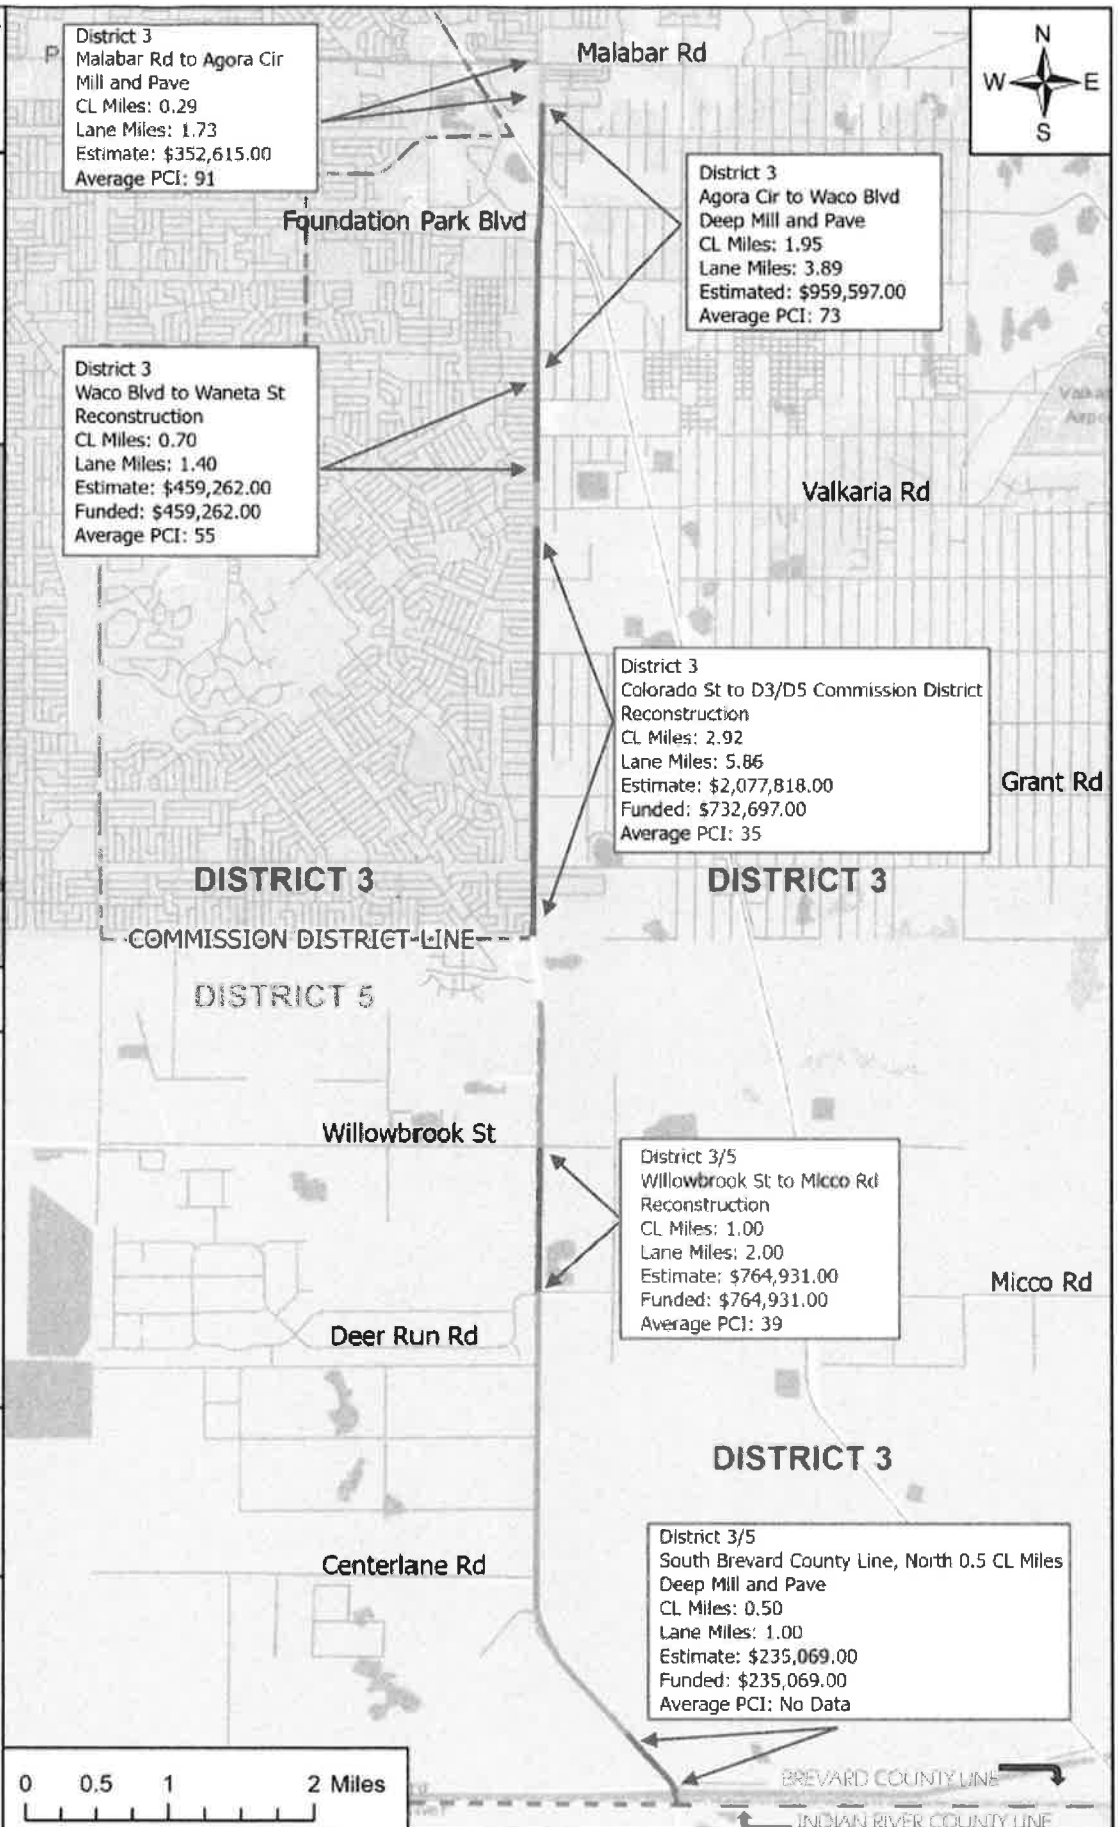 District 3
Malabar Rd to Agora Cir
Mill and Pave
CL Miles: 0.29
Lane Miles: 1.73
Estimate: $352,615.00
Average PCI: 91
Malabar Rd
N
W
E
S
District 3
Agora Cir to Waco Blvd
Deep Mill and Pave
CL Miles: 1.95
Lane Miles: 3.89
Estimated: $959,597.00
Average PCI: 73
Foundation Park Blvd
District 3
Waco Blvd to Waneta St
Reconstruction
CL Miles: 0.70
Lane Miles: 1.40
Estimate: $459,262.00
Funded: $459,262.00
Average PCI: 55
Valkaria Rd
District 3
Colorado St to D3/D5 Commission District
Reconstruction
CL Miles: 2.92
Lane Miles: 5.86
Estimate: $2,077,818.00
Funded: $732,697.00
Average PCI: 35
Grant Rd
DISTRICT 3
DISTRICT 3
COMMISSION DISTRICT LINE
DISTRICT 5
Willowbrook St
District 3/5
Willowbrook St to Micco Rd
Reconstruction
CL Miles: 1.00
Lane Miles: 2.00
Estimate: $764,931.00
Funded: $764,931.00
Average PCI: 39
Micco Rd
Deer Run Rd
DISTRICT 3
Centerlane Rd
District 3/5
South Brevard County Line, North 0.5 CL Miles
Deep Mill and Pave
CL Miles: 0.50
Lane Miles: 1.00
Estimate: $235,069.00
Funded: $235,069.00
Average PCI: No Data
0 0.5 1 2 Miles
BREVARD COUNTY LINE
INDIAN RIVER COUNTY LINE